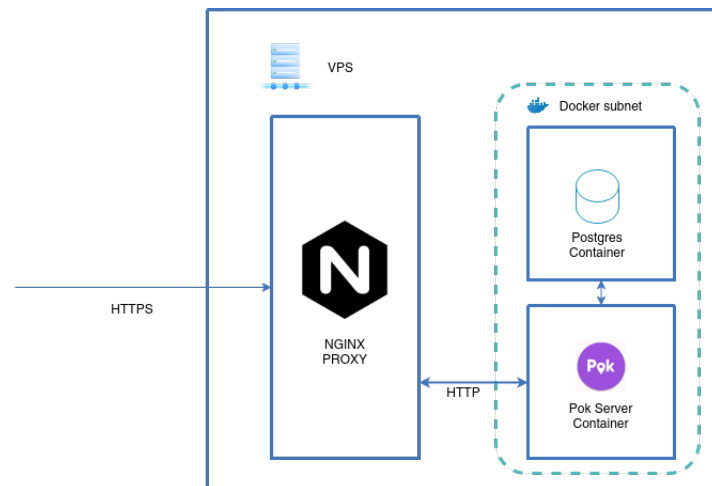 VPS
Docker subnet
Postgres
Container
HTTPS
N
NGINX
PROXY
HTTP
Pok
Pok Server
Container